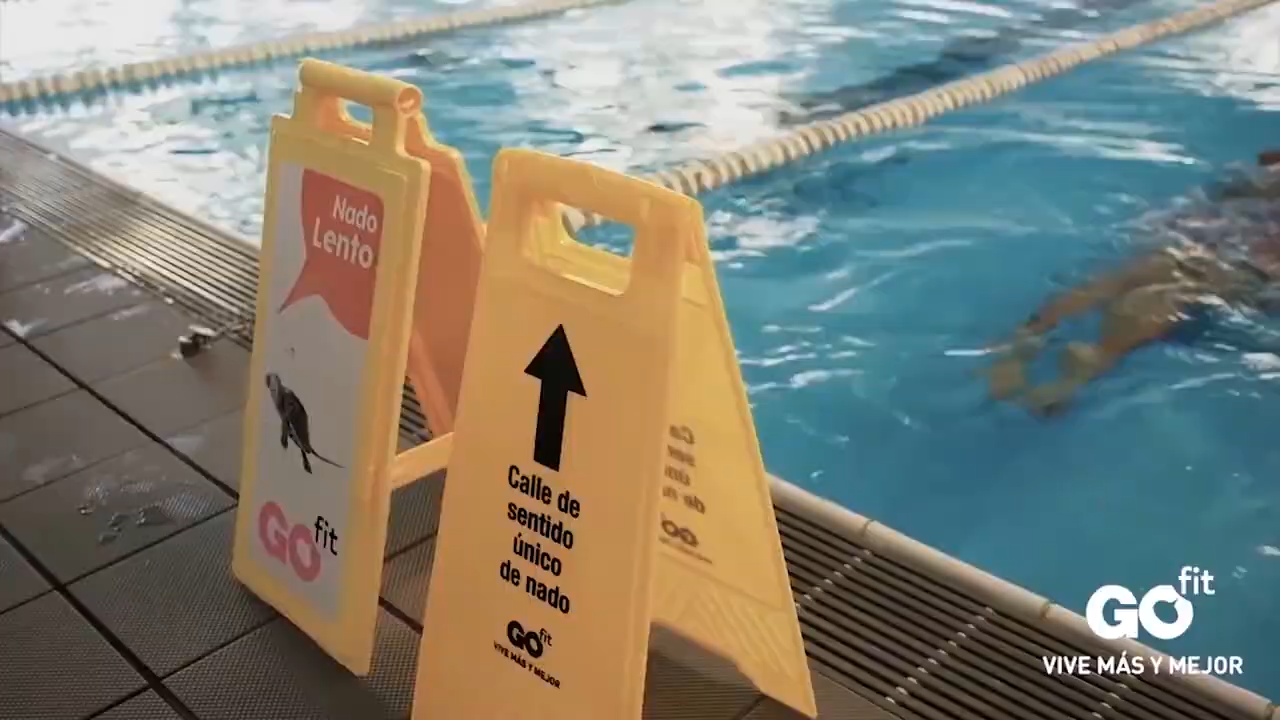 Nado
Lento
GO fit
Calle de
sentido
único
de nado
GO fit
VIVE MÁS Y MEJOR
GO fit
VIVE MÁS Y MEJOR